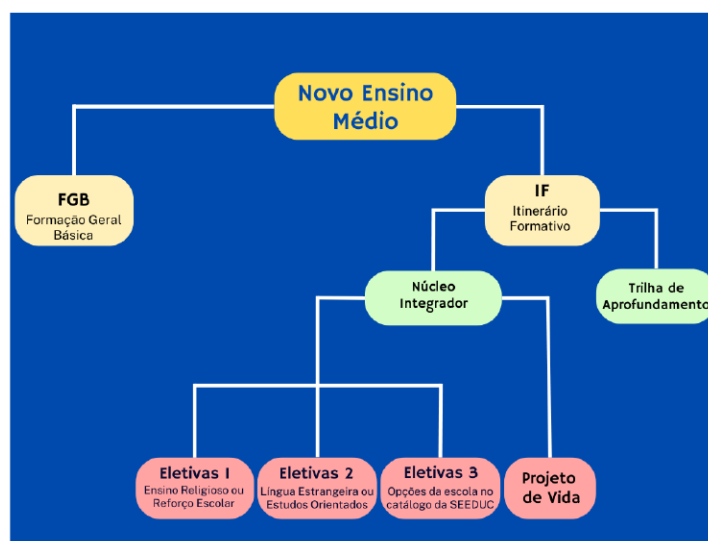 Novo Ensino
Médio
FGB
Formação Geral
Básica
IF
Itinerário
Formativo
Núcleo
Integrador
Trilha de
Aprofundamento
Eletivas 1
Ensino Religioso ou
Reforço Escolar
Eletivas 2
Língua Estrangeira ou
Estudos Orientados
Eletivas 3
Opções da escola no
catálogo da SEEDUC
Projeto
de Vida